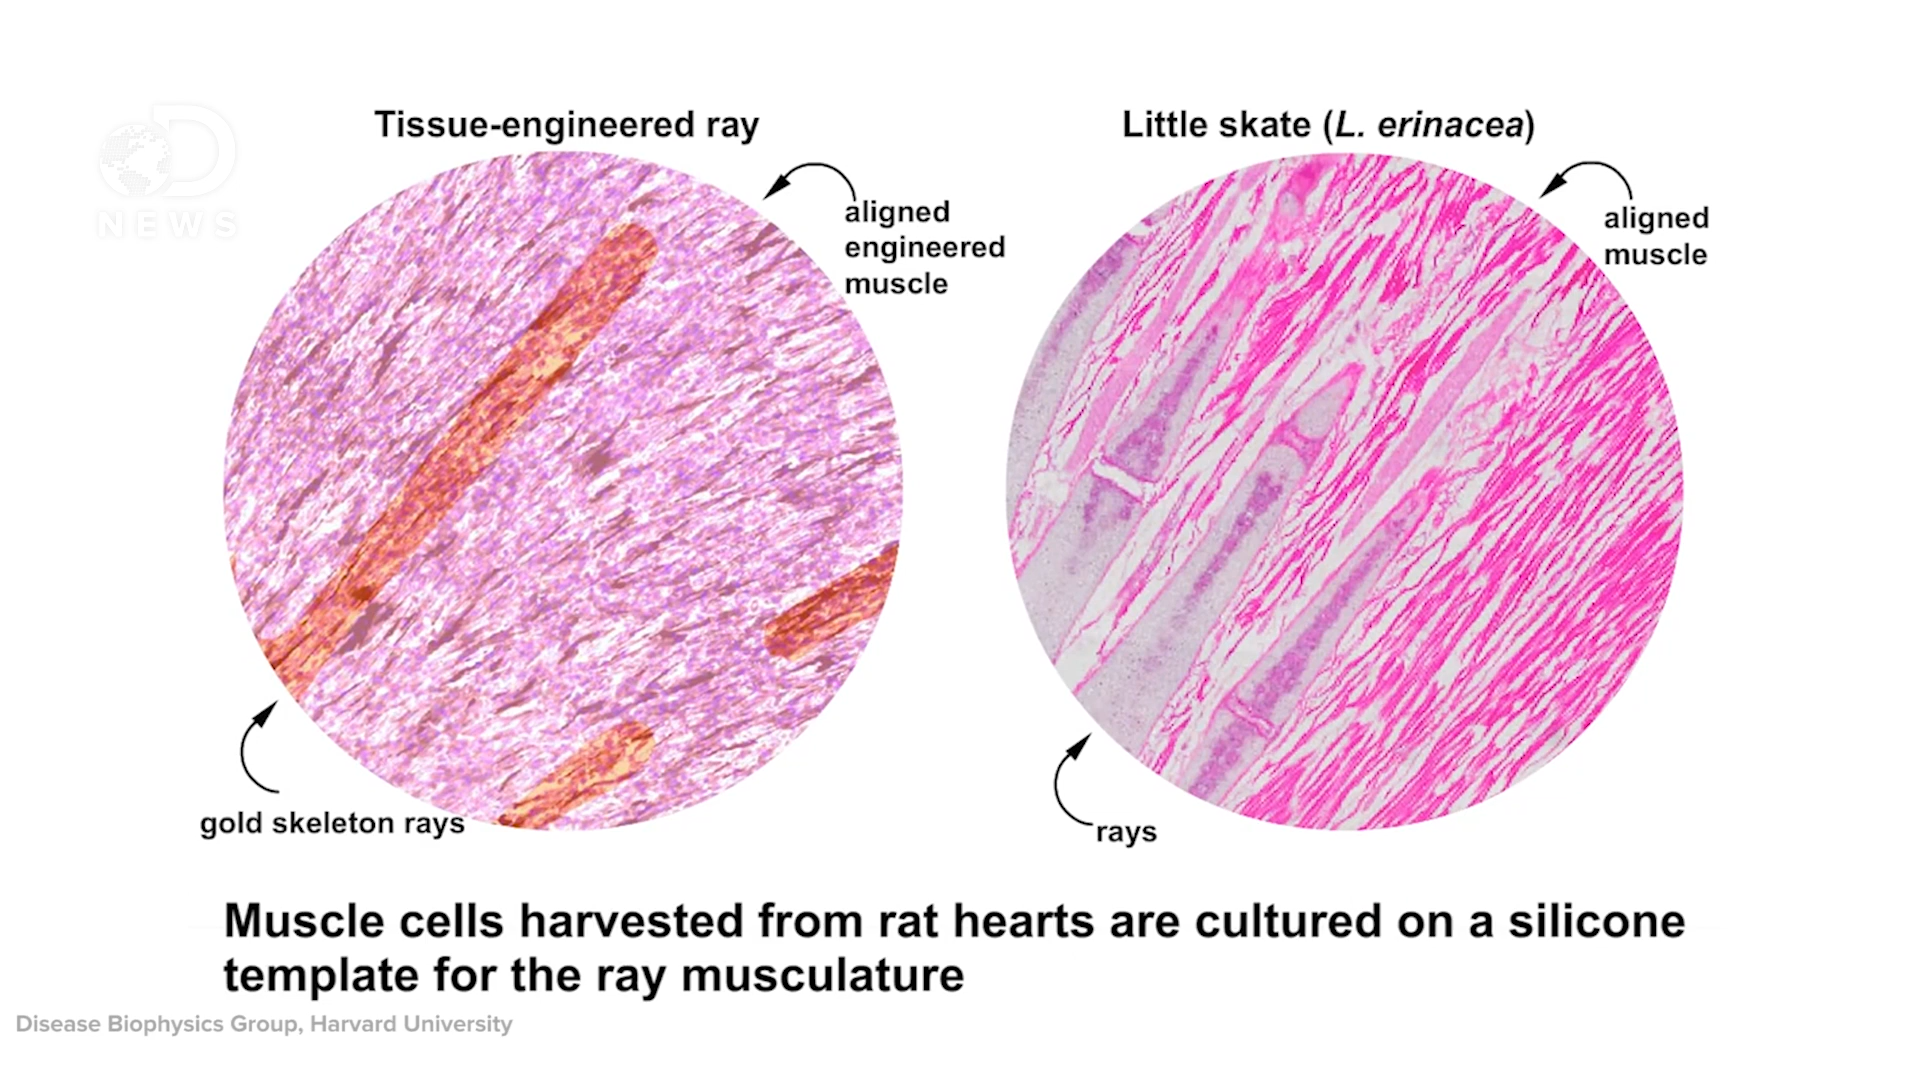 NEWS
Tissue-engineered ray
aligned
engineered
muscle
gold skeleton rays
Little skate (L. erinacea)
aligned
muscle
rays
Muscle cells harvested from rat hearts are cultured on a silicone
template for the ray musculature
Disease Biophysics Group, Harvard University